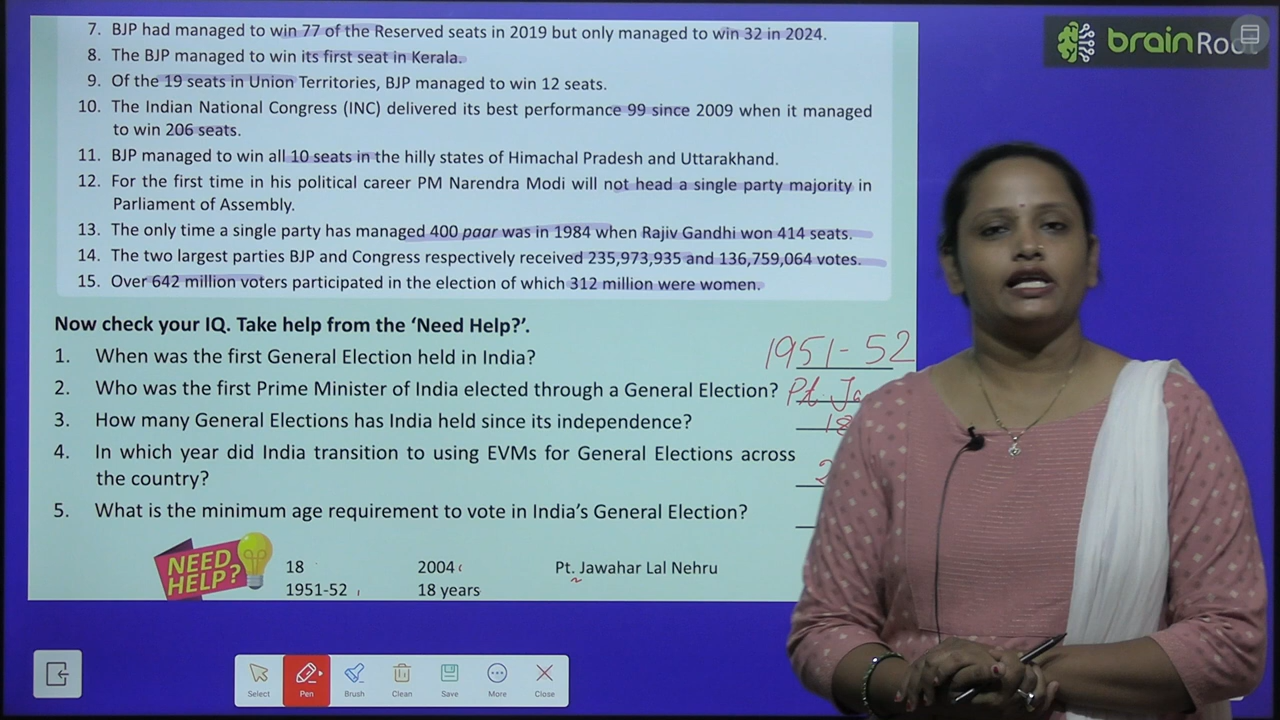 7. BJP had managed to win 77 of the Reserved seats in 2019 but only managed to win 32 in 2024.
8. The BJP managed to win its first seat in Kerala.
9. Of the 19 seats in Union Territories, BJP managed to win 12 seats.
10. The Indian National Congress (INC) delivered its best performance 99 since 2009 when it managed
to win 206 seats.
11. BJP managed to win all 10 seats in the hilly states of Himachal Pradesh and Uttarakhand.
12. For the first time in his political career PM Narendra Modi will not head a single party majority in
Parliament of Assembly.
13. The only time a single party has managed 400 paar was in 1984 when Rajiv Gandhi won 414 seats.
14. The two largest parties BJP and Congress respectively received 235,973,935 and 136,759,064 votes.
15. Over 642 million voters participated in the election of which 312 million were women.
Now check your IQ. Take help from the ‘Need Help?’.
1. When was the first General Election held in India? 1951-52
2. Who was the first Prime Minister of India elected through a General Election? Pt. Ja
3. How many General Elections has India held since its independence? 18
4. In which year did India transition to using EVMs for General Elections across
the country? 2
5. What is the minimum age requirement to vote in India’s General Election?
NEED HELP?
18 2004 Pt. Jawahar Lal Nehru
1951-52 18 years
Select Pen Brush Clean Save More Close
brainRoot